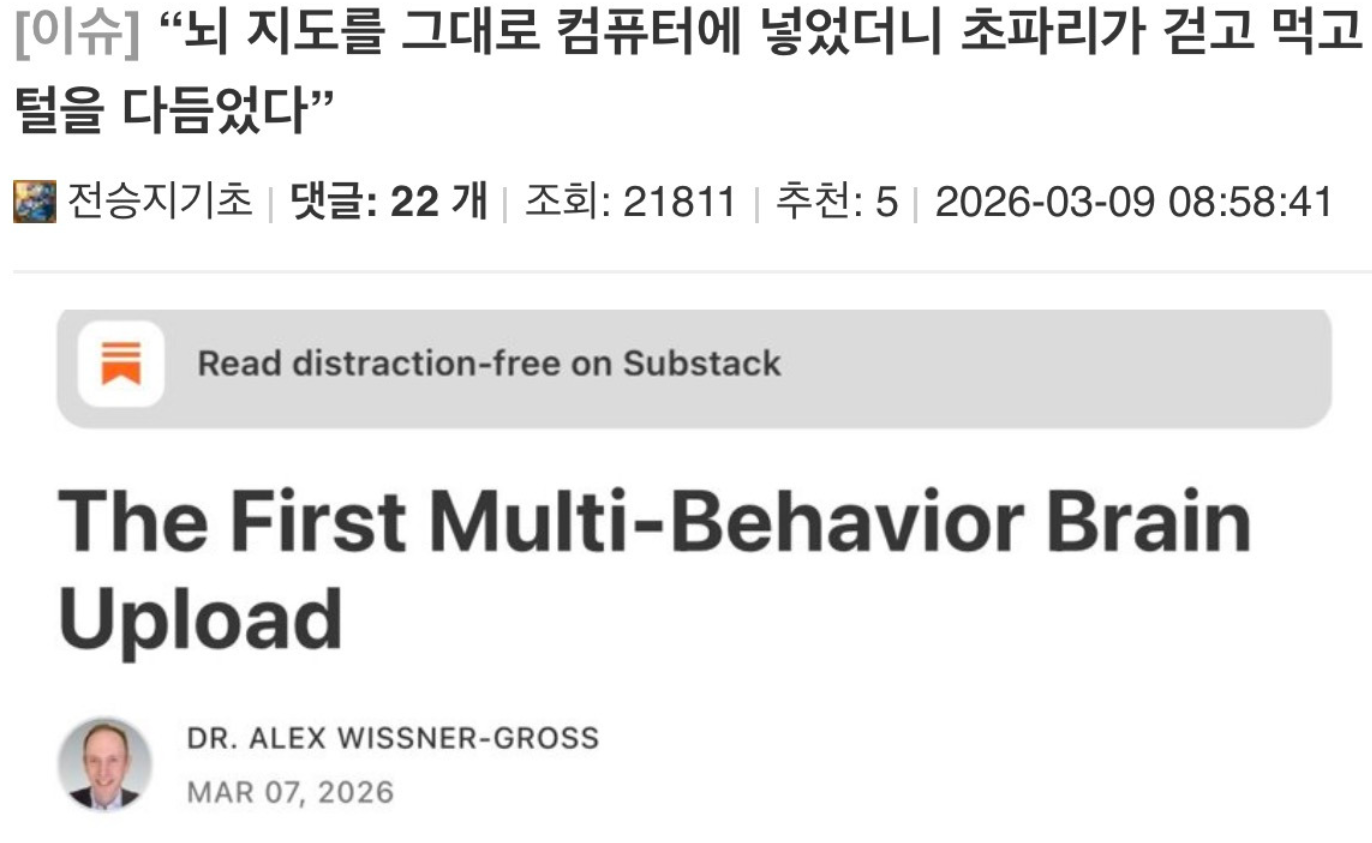 [이슈] “뇌 지도를 그대로 컴퓨터에 넣었더니 초파리가 걷고 먹고
털을 다듬었다”
전승지기초 | 댓글: 22 개 | 조회: 21811 | 추천: 5 | 2026-03-09 08:58:41
Read distraction-free on Substack
The First Multi-Behavior Brain
Upload
DR. ALEX WISSNER-GROSS
MAR 07, 2026